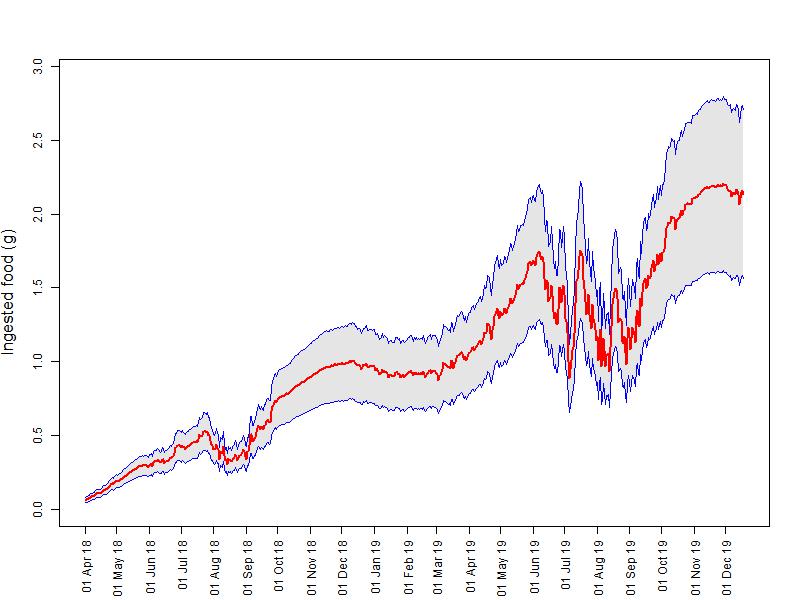 Ingested food (g)
3.0
2.5
2.0
1.5
1.0
0.5
0.0
01 Apr 18
01 May 18
01 Jun 18
01 Jul 18
01 Aug 18
01 Sep 18
01 Oct 18
01 Nov 18
01 Dec 18
01 Jan 19
01 Feb 19
01 Mar 19
01 Apr 19
01 May 19
01 Jun 19
01 Jul 19
01 Aug 19
01 Sep 19
01 Oct 19
01 Nov 19
01 Dec 19